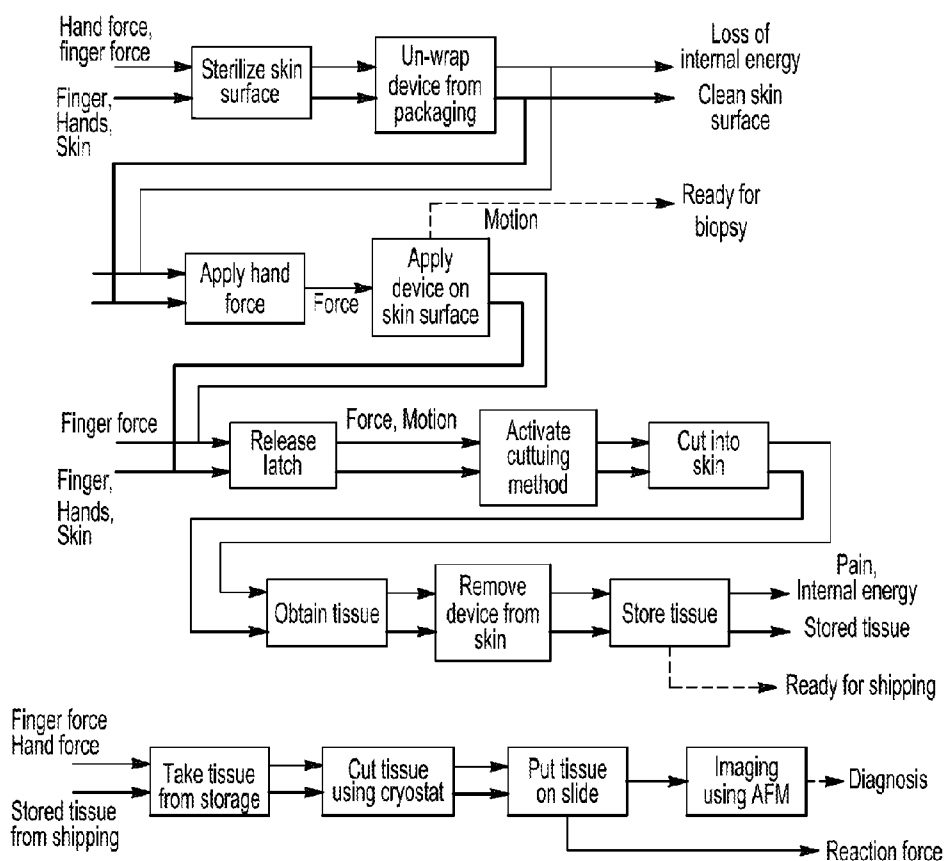 Hand force,
finger force
Finger,
Hands,
Skin
Sterilize skin
surface
Un-wrap
device from
packaging
Loss of
internal energy
Clean skin
surface
Motion
Ready for
biopsy
Apply hand
force
Force
Apply
device on
skin surface
Finger force
Finger,
Hands,
Skin
Release
latch
Force, Motion
Activate
cuttuing
method
Cut into
skin
Obtain tissue
Remove
device from
skin
Store tissue
Pain,
Internal energy
Stored tissue
Ready for shipping
Finger force
Hand force
Stored tissue
from shipping
Take tissue
from storage
Cut tissue
using cryostat
Put tissue
on slide
Imaging
using AFM
Diagnosis
Reaction force